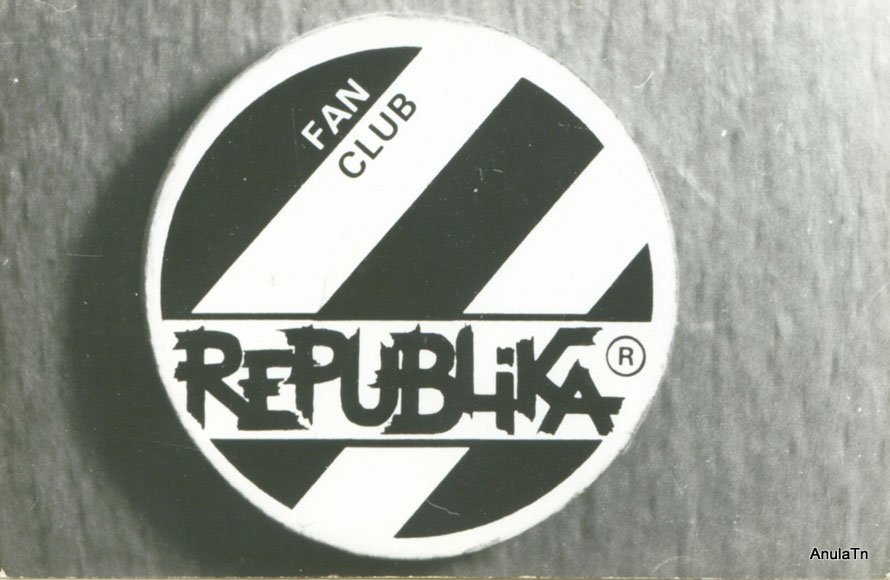 FAN
CLUB
REPUBLiKA ®
AnulaTn